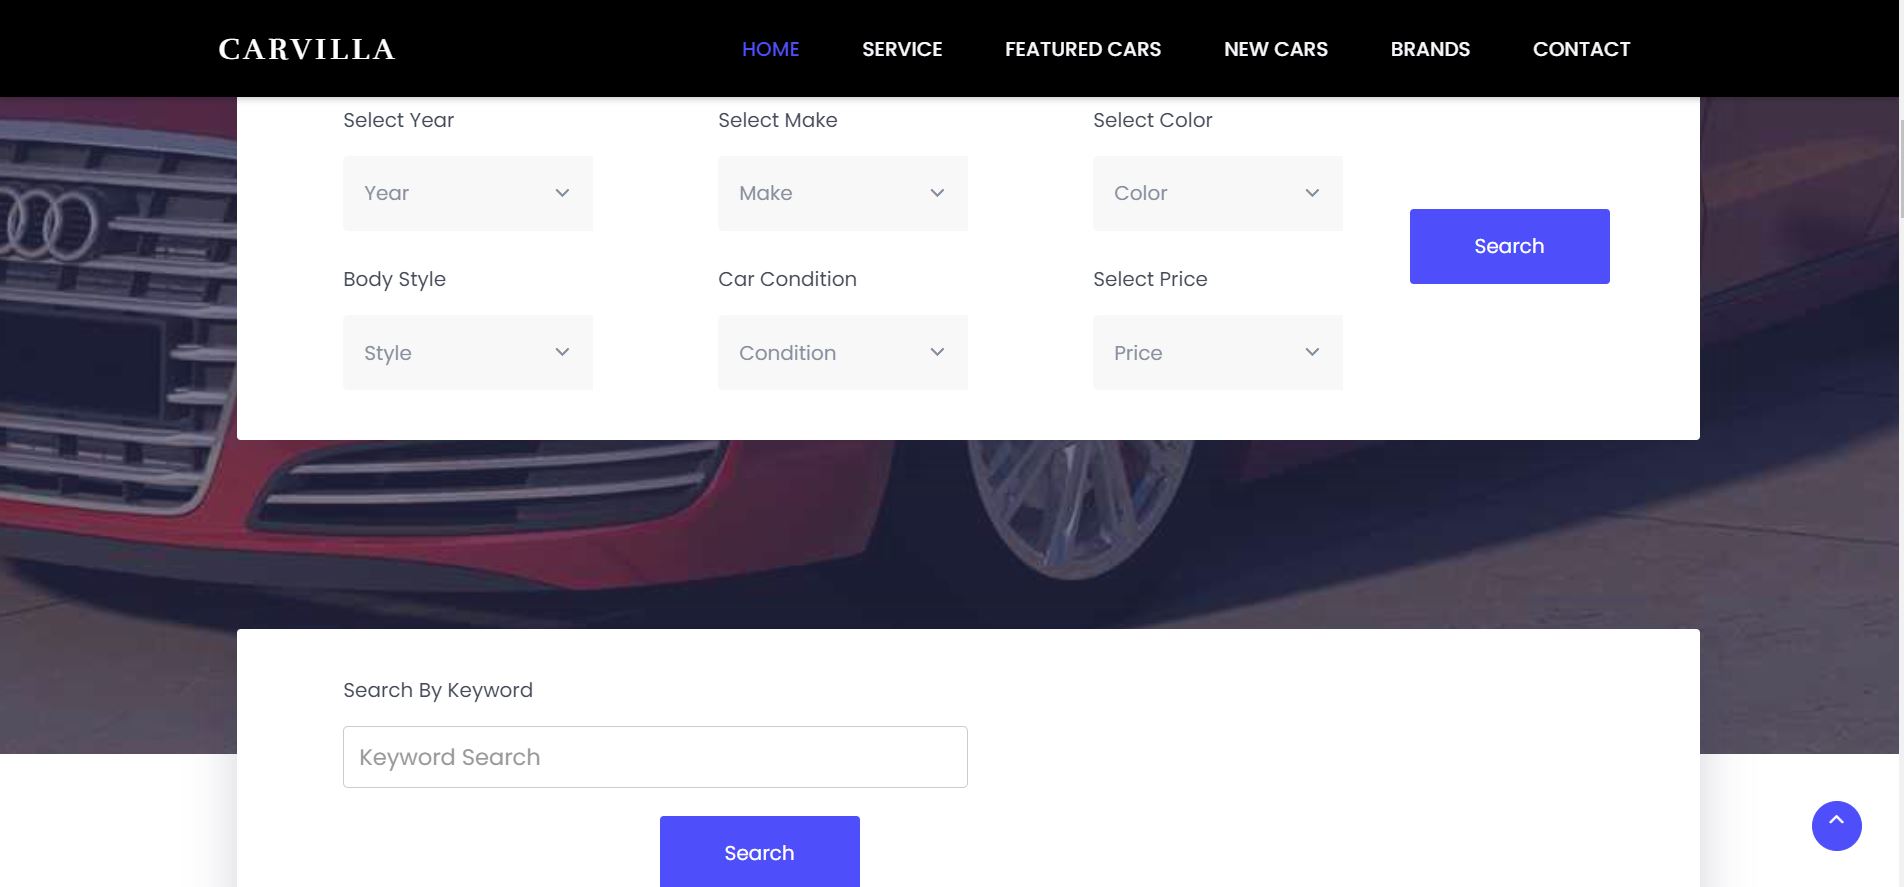 CARVILLA
HOME SERVICE FEATURED CARS NEW CARS BRANDS CONTACT
Select Year Select Make Select Color
Year Make Color
Search
Body Style Car Condition Select Price
Style Condition Price
Search By Keyword
Keyword Search
Search